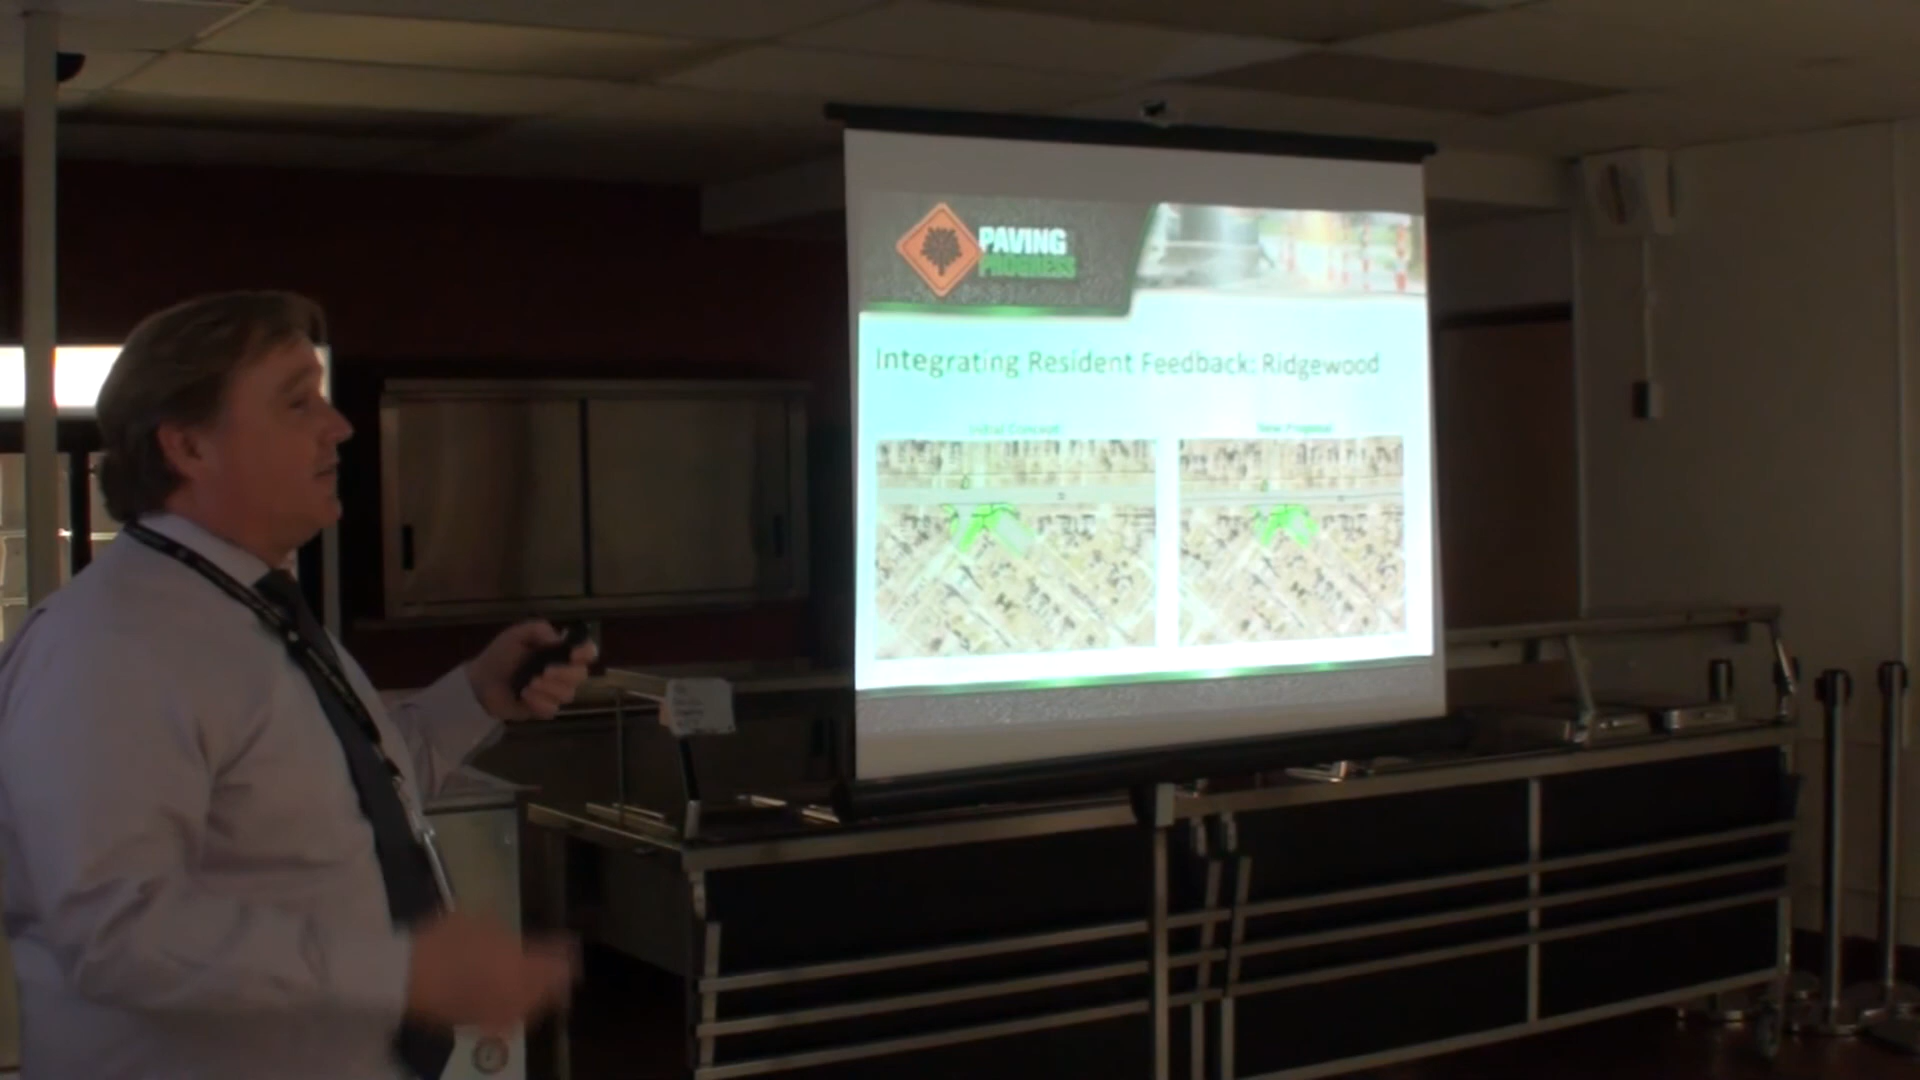 PAVING
PROGRESS
Integrating Resident Feedback: Ridgewood
Initial Concept
New Proposal